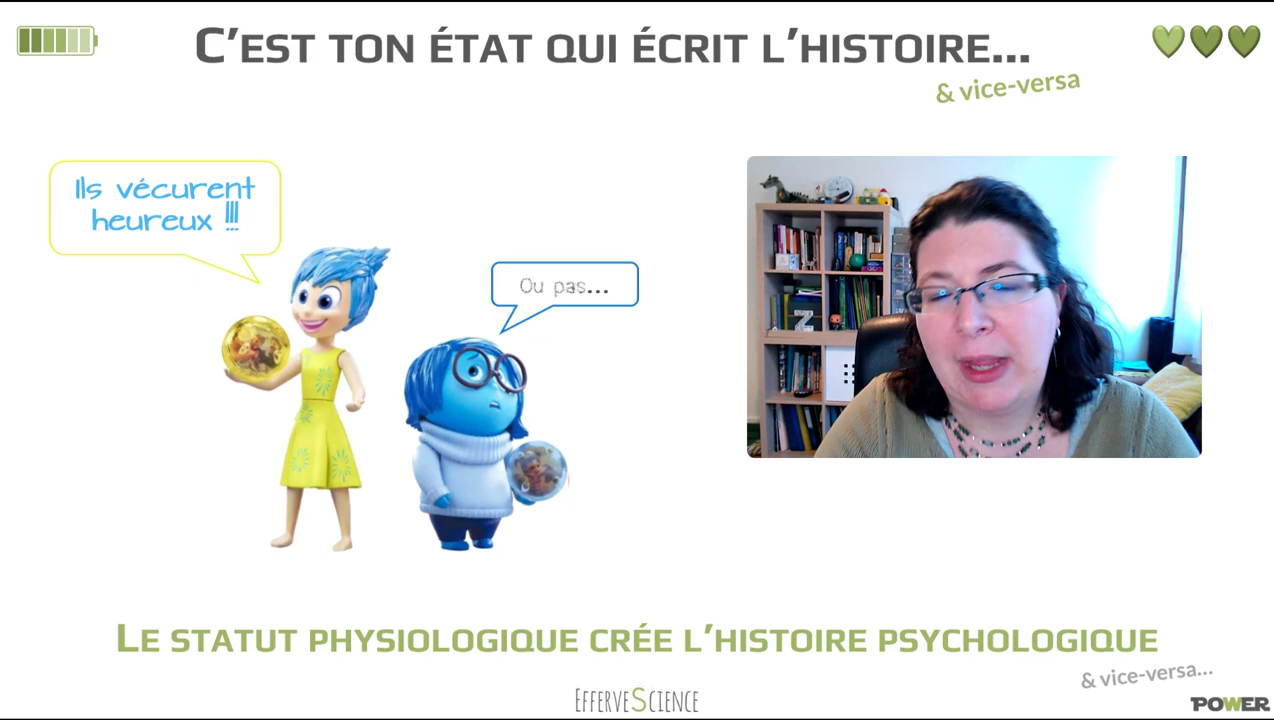 C'EST TON ÉTAT QUI ÉCRIT L'HISTOIRE...
& vice-versa
Ils vécurent
heureux !!!
Ou pas...
LE STATUT PHYSIOLOGIQUE CRÉE L'HISTOIRE PSYCHOLOGIQUE
& vice-versa...
EFFERVESCIENCE
'POWER